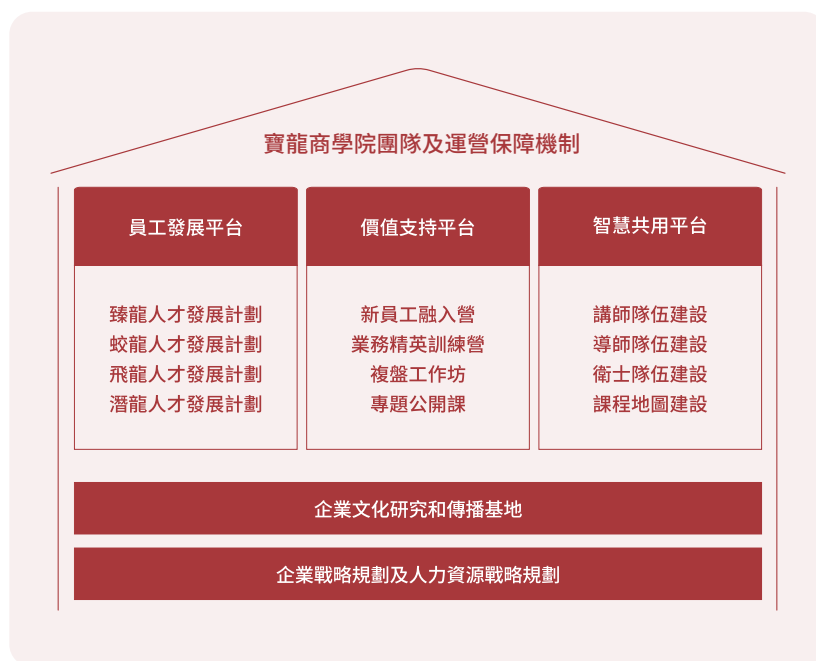 寶龍商學院團隊及運營保障機制
員工發展平台
臻龍人才發展計劃
蛟龍人才發展計劃
飛龍人才發展計劃
潛龍人才發展計劃
價值支持平台
新員工融入營
業務精英訓練營
複盤工作坊
專題公開課
智慧共用平台
講師隊伍建設
導師隊伍建設
衛士隊伍建設
課程地圖建設
企業文化研究和傳播基地
企業戰略規劃及人力資源戰略規劃